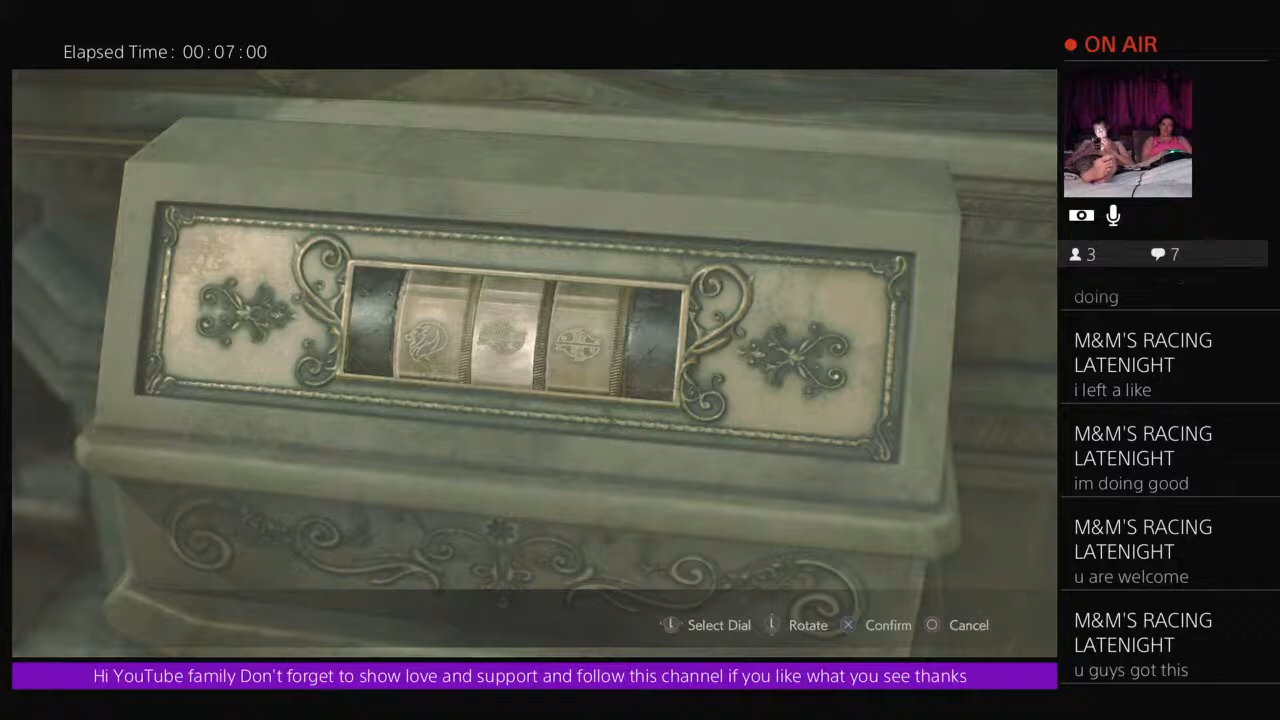 Elapsed Time: 00:07:00
ON AIR
3
7
doing
M&M'S RACING
LATENIGHT
i left a like
M&M'S RACING
LATENIGHT
im doing good
M&M'S RACING
LATENIGHT
u are welcome
M&M'S RACING
LATENIGHT
u guys got this
Select Dial
Rotate
Confirm
Cancel
Hi YouTube family Don't forget to show love and support and follow this channel if you like what you see thanks